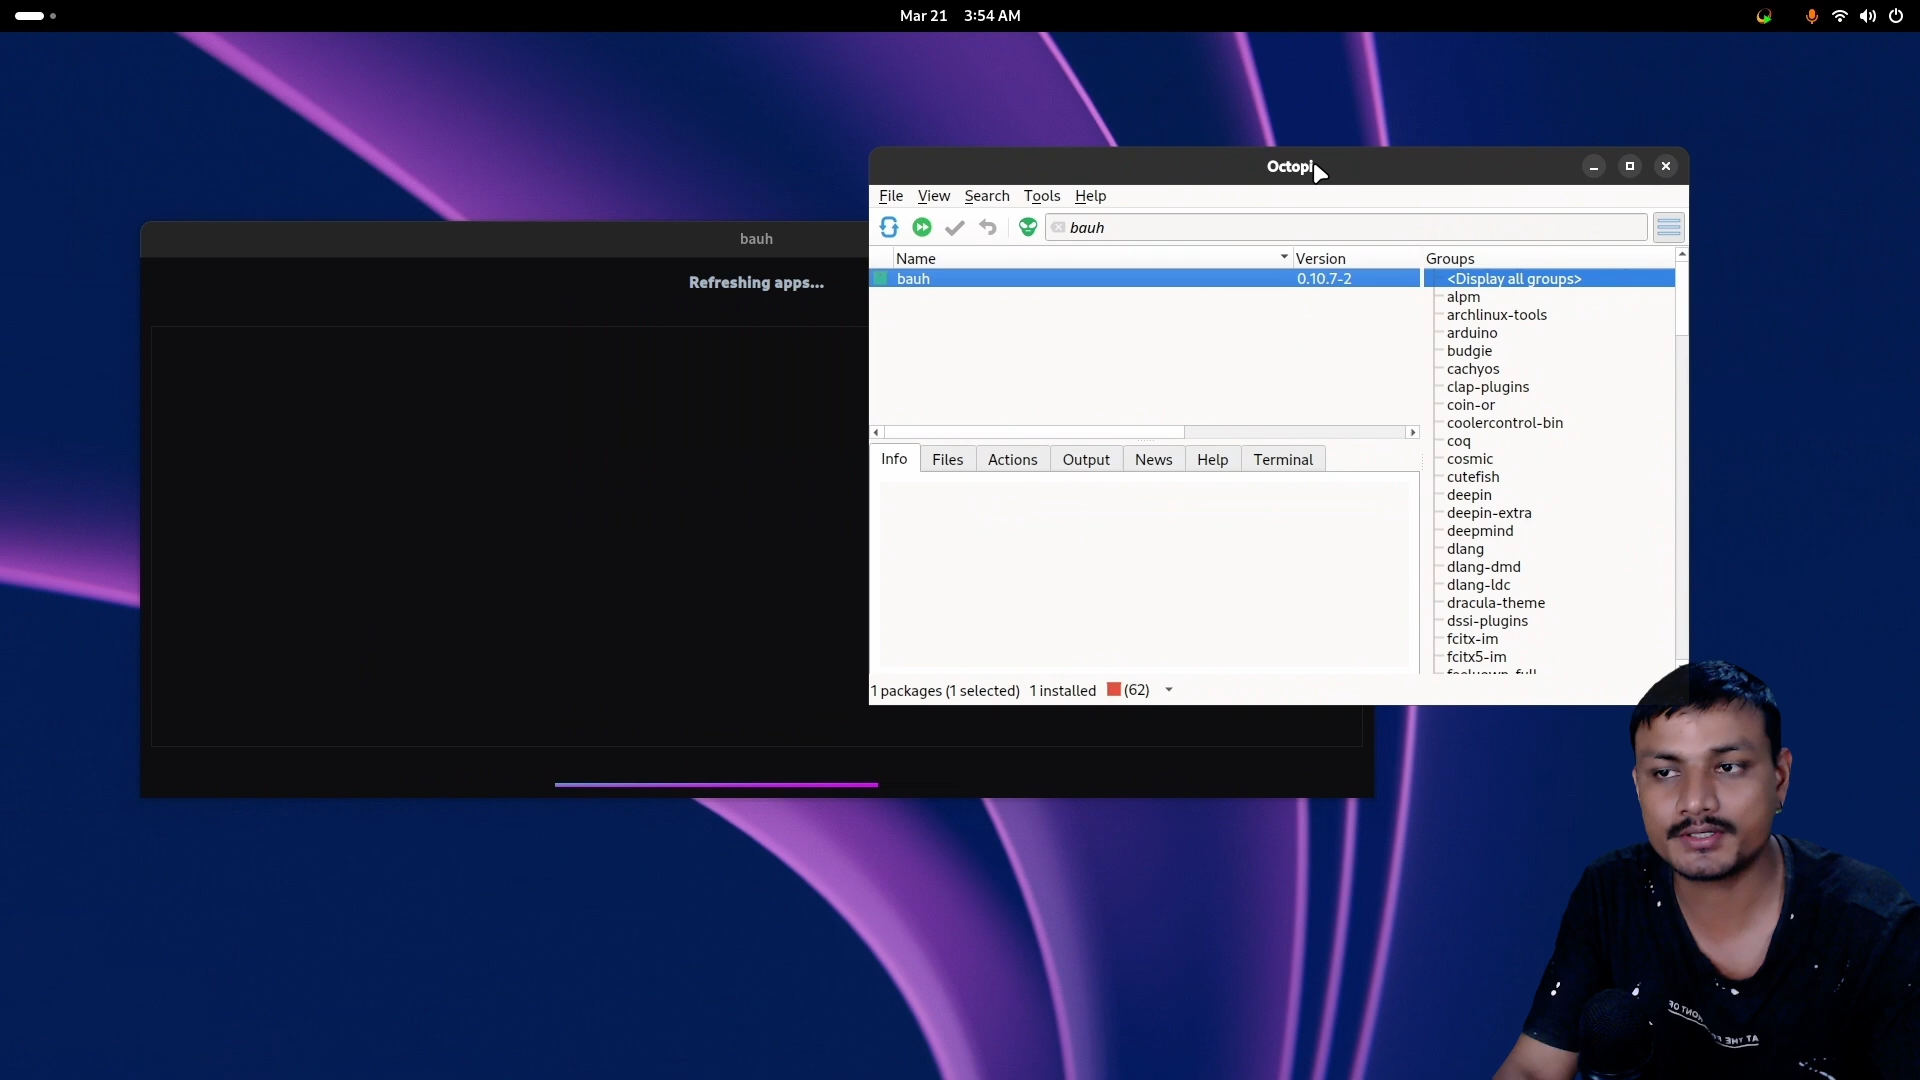 Mar 21 3:54 AM
bauh
Refreshing apps...
Octopi
File View Search Tools Help
bauh
Name Version Groups
bauh 0.10.7-2
<Display all groups>
alpm
archlinux-tools
arduino
budgie
cachyos
clap-plugins
coin-or
coolercontrol-bin
coq
cosmic
cutefish
deepin
deepin-extra
deepmind
dlang
dlang-dmd
dlang-ldc
dracula-theme
dssi-plugins
fcitx-im
fcitx5-im
Info Files Actions Output News Help Terminal
1 packages (1 selected) 1 installed (62)